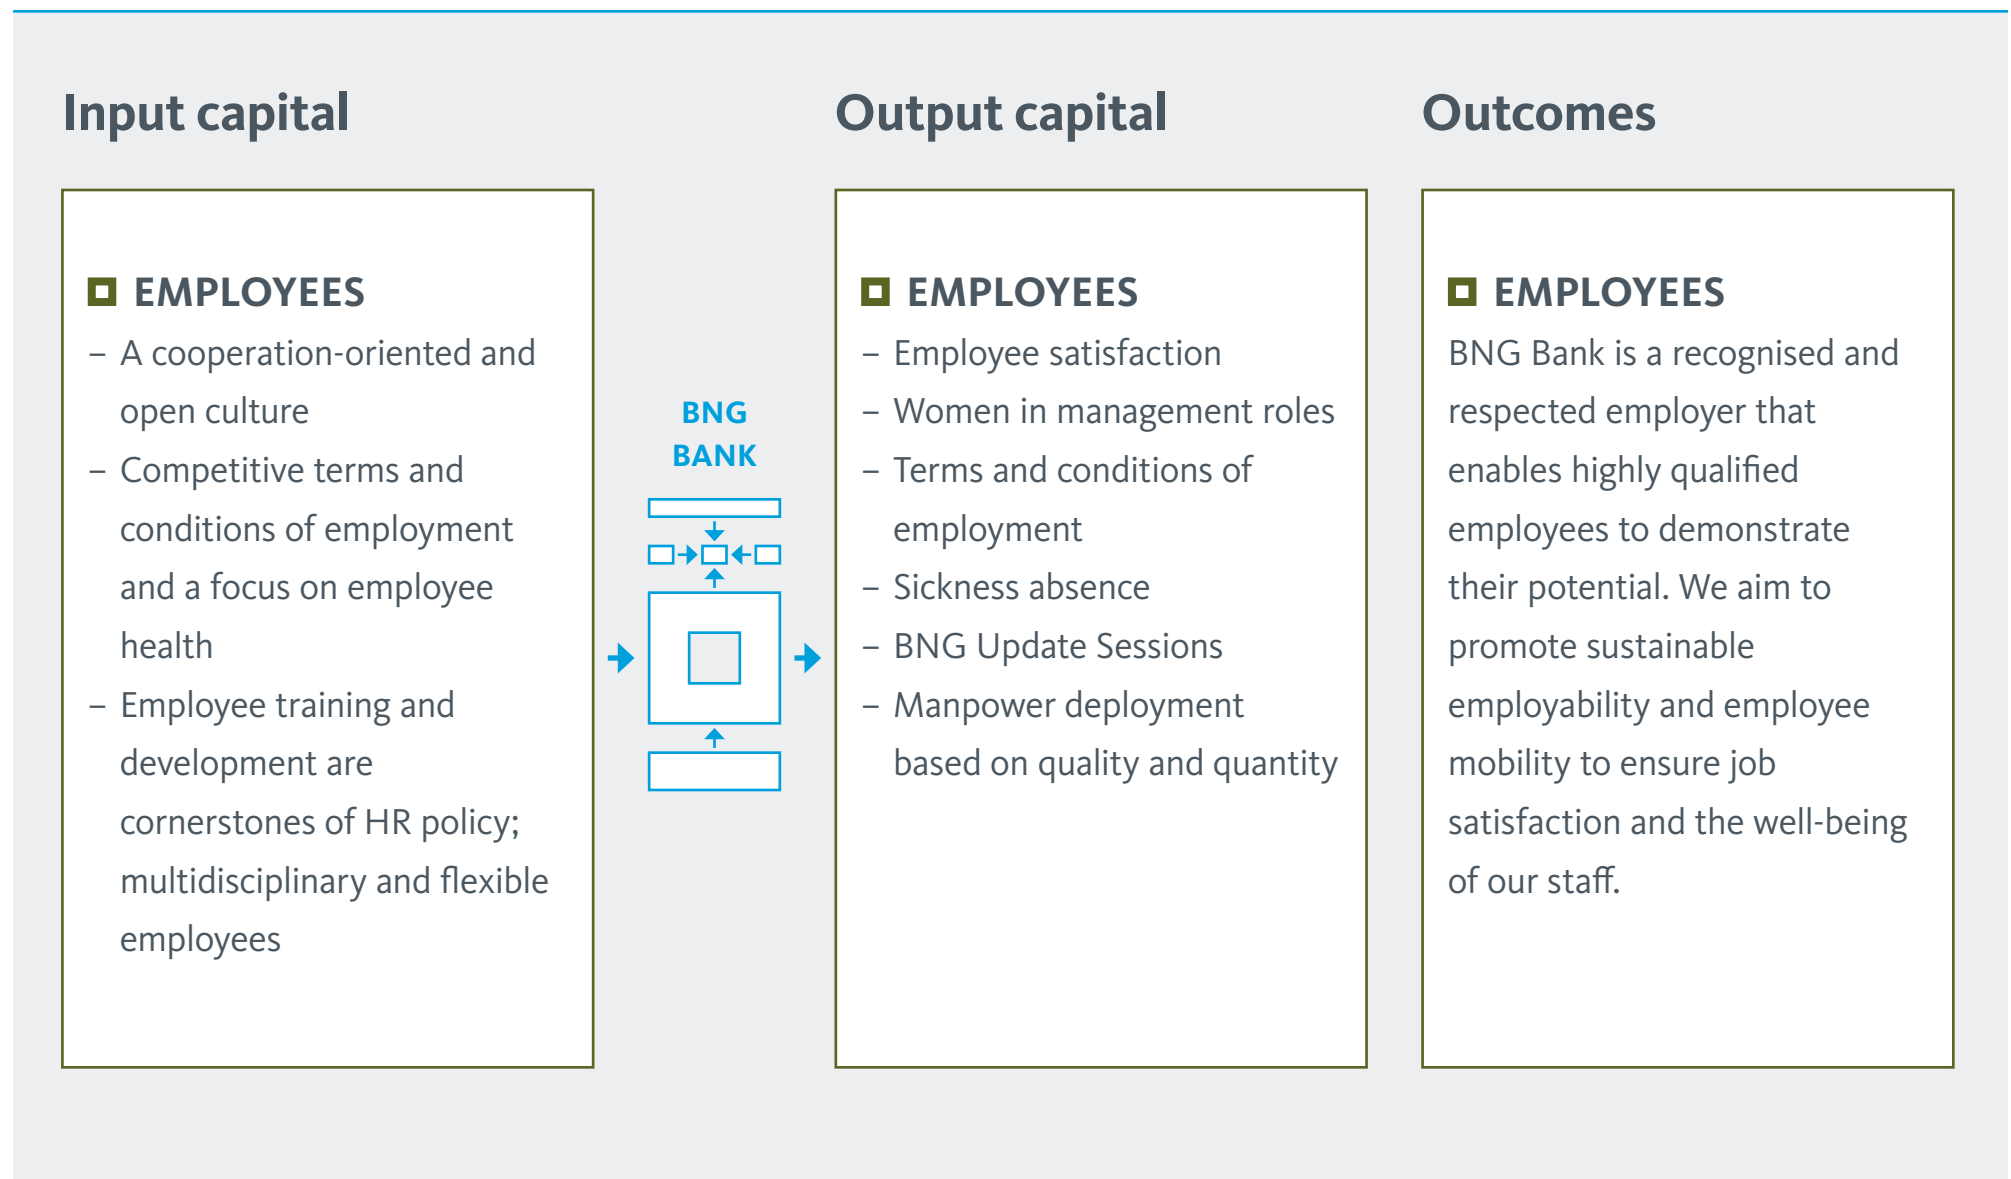 Input capital
EMPLOYEES
– A cooperation-oriented and
open culture
– Competitive terms and
conditions of employment
and a focus on employee
health
– Employee training and
development are
cornerstones of HR policy;
multidisciplinary and flexible
employees
BNG
BANK
Output capital
EMPLOYEES
– Employee satisfaction
– Women in management roles
– Terms and conditions of
employment
– Sickness absence
– BNG Update Sessions
– Manpower deployment
based on quality and quantity
Outcomes
EMPLOYEES
BNG Bank is a recognised and
respected employer that
enables highly qualified
employees to demonstrate
their potential. We aim to
promote sustainable
employability and employee
mobility to ensure job
satisfaction and the well-being
of our staff.